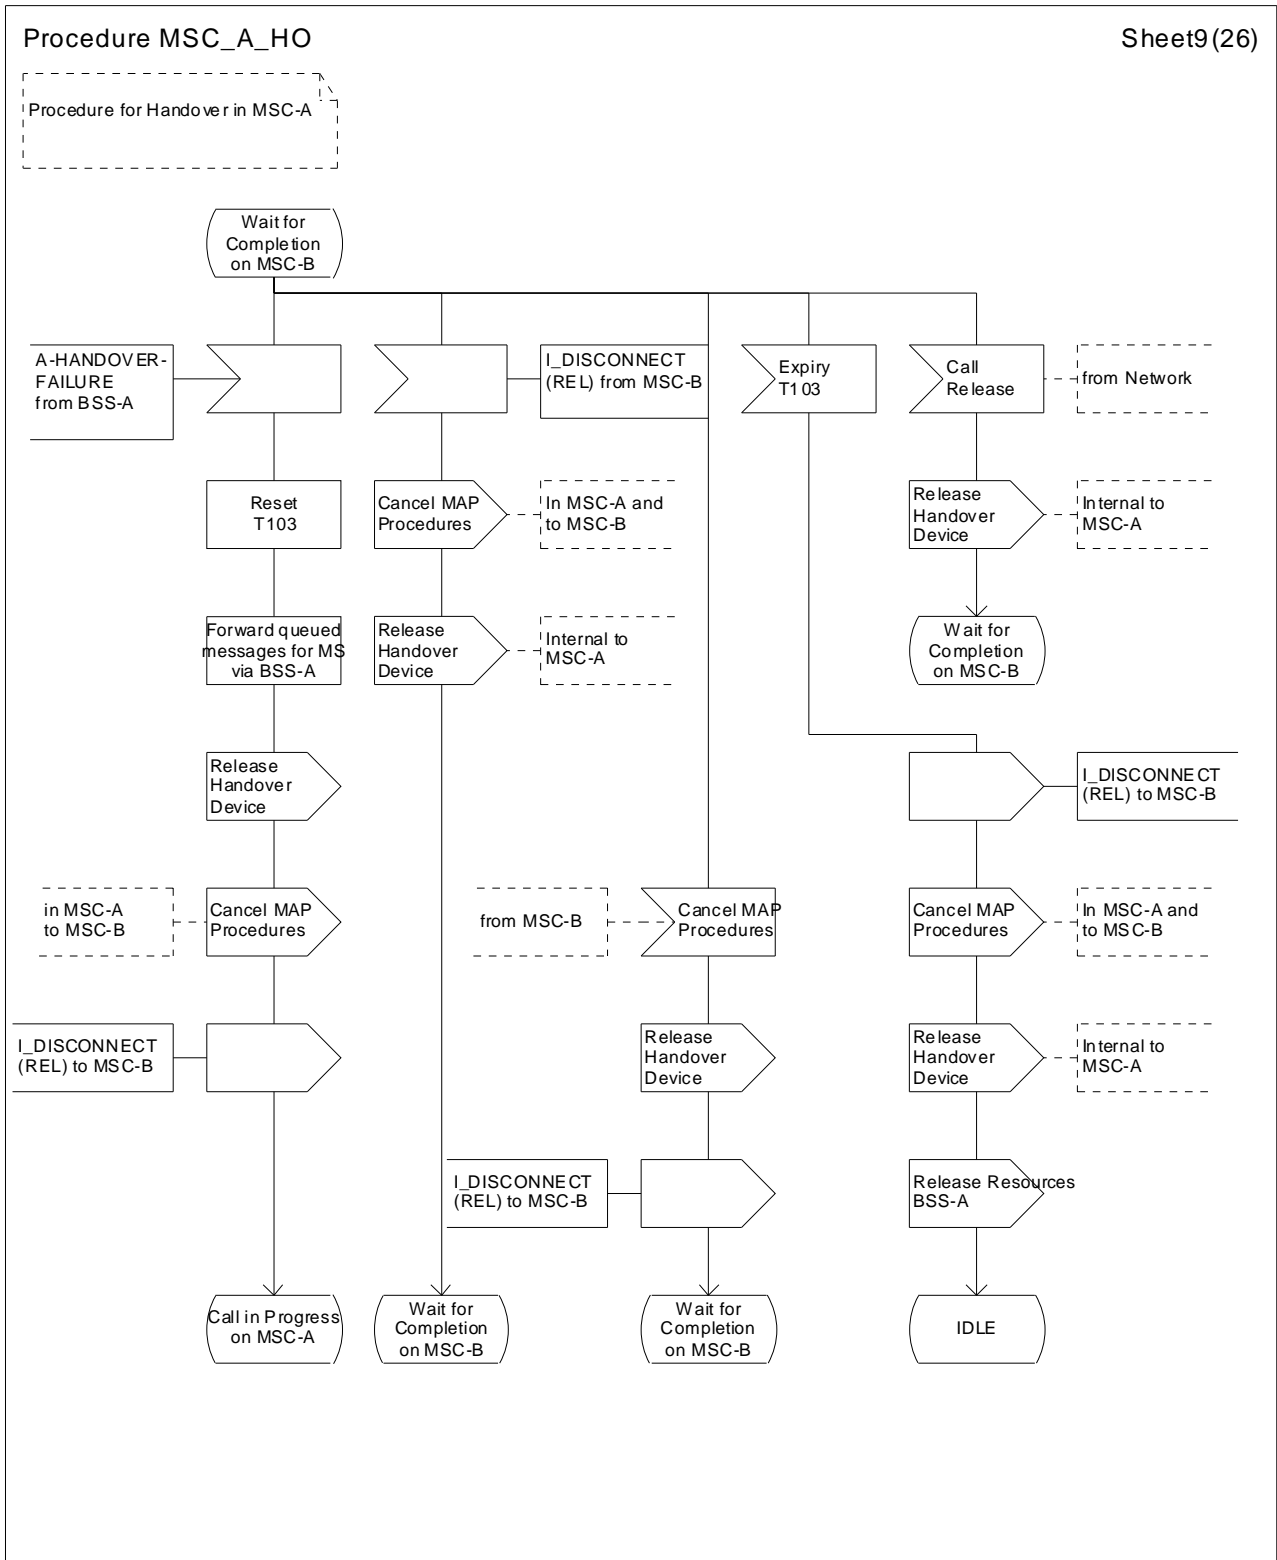 Procedure MSC_A_HO
Sheet9(26)
Procedure for Handover in MSC-A
Wait for
Completion
on MSC-B
A-HANDOVER-
FAILURE
from BSS-A
I_DISCONNECT
(REL) from MSC-B
Expiry
T103
Call
Release
from Network
Reset
T103
Cancel MAP
Procedures
In MSC-A and
to MSC-B
Release
Handover
Device
Internal to
MSC-A
Forward queued
messages for MS
via BSS-A
Release
Handover
Device
Internal to
MSC-A
Wait for
Completion
on MSC-B
Release
Handover
Device
I_DISCONNECT
(REL) to MSC-B
in MSC-A
to MSC-B
Cancel MAP
Procedures
from MSC-B
Cancel MAP
Procedures
Cancel MAP
Procedures
In MSC-A and
to MSC-B
I_DISCONNECT
(REL) to MSC-B
Release
Handover
Device
Release
Handover
Device
Internal to
MSC-A
I_DISCONNECT
(REL) to MSC-B
Release Resources
BSS-A
Call in Progress
on MSC-A
Wait for
Completion
on MSC-B
Wait for
Completion
on MSC-B
IDLE